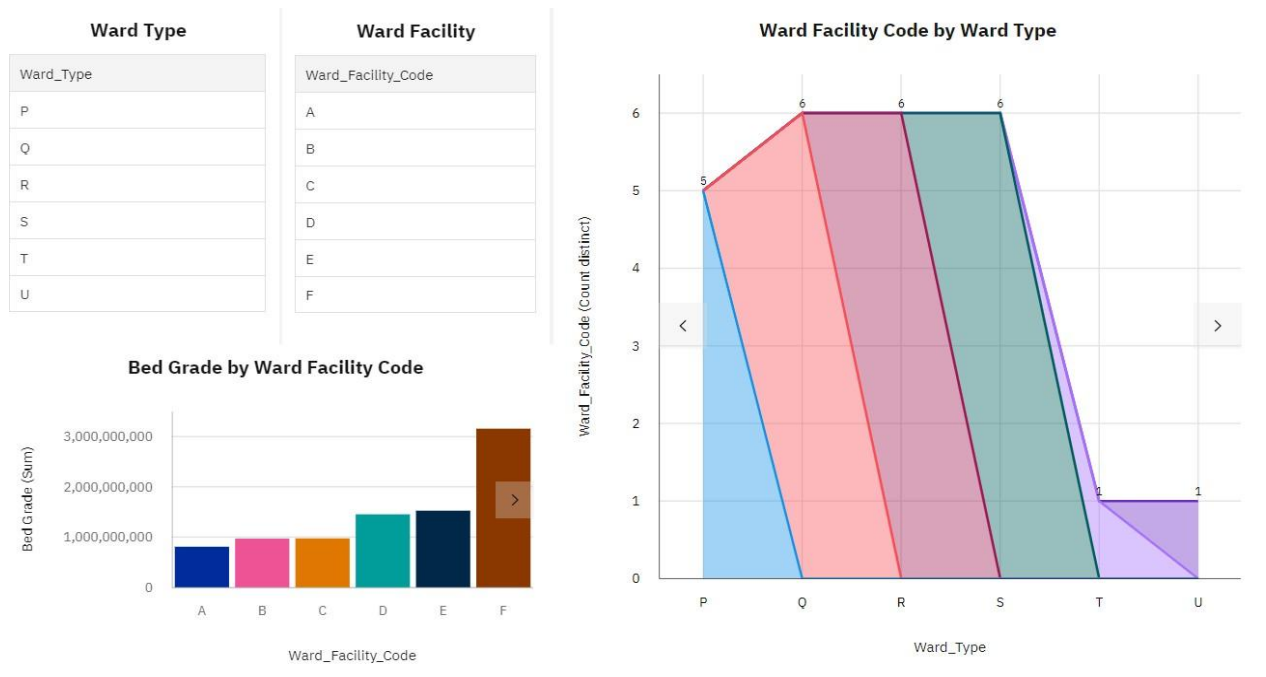 Ward Type
Ward_Type
P
Q
R
S
T
U
Ward Facility
Ward_Facility_Code
A
B
C
D
E
F
Bed Grade by Ward Facility Code
Bed Grade (Sum)
3,000,000,000
2,000,000,000
1,000,000,000
0
A B C D E F
Ward_Facility_Code
Ward Facility Code by Ward Type
Ward_Facility_Code (Count distinct)
6
5
4
3
2
1
0
5 6 6 6 1 1
P Q R S T U
Ward_Type